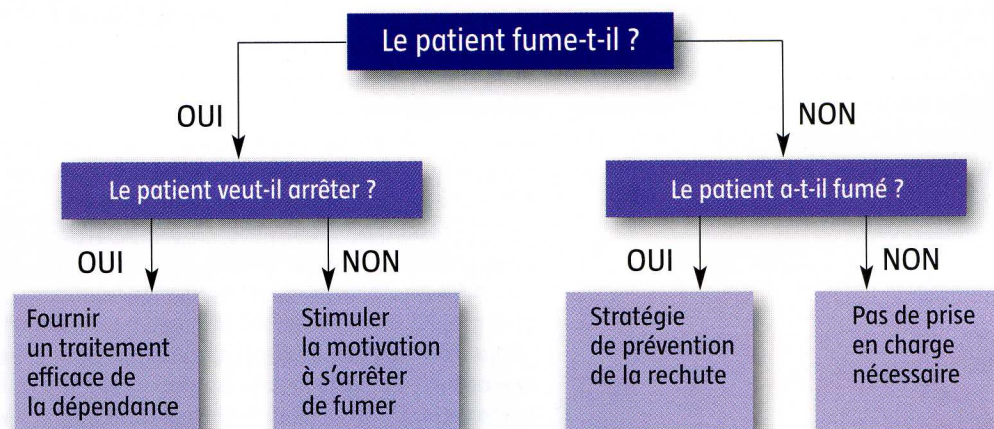 Le patient fume-t-il ?
OUI
NON
Le patient veut-il arrêter ?
Le patient a-t-il fumé ?
OUI
NON
OUI
NON
Fournir
un traitement
efficace de
la dépendance
Stimuler
la motivation
à s'arrêter
de fumer
Stratégie
de prévention
de la rechute
Pas de prise
en charge
nécessaire